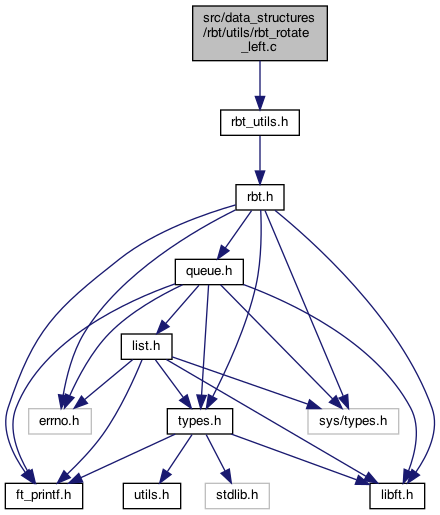 src/data_structures
/rbt/utils/rbt_rotate
_left.c
rbt_utils.h
rbt.h
queue.h
list.h
errno.h
types.h
sys/types.h
ft_printf.h
utils.h
stdlib.h
libft.h